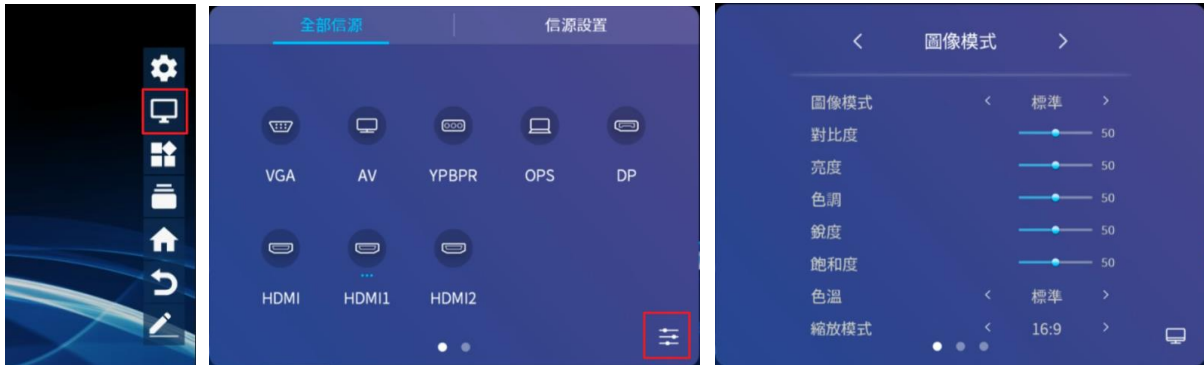 全部信源 信源設置
VGA AV YPBPR OPS DP
HDMI HDMI1 HDMI2
圖像模式
圖像模式 標準
對比度 50
亮度 50
色調 50
銳度 50
飽和度 50
色溫 標準
縮放模式 16:9